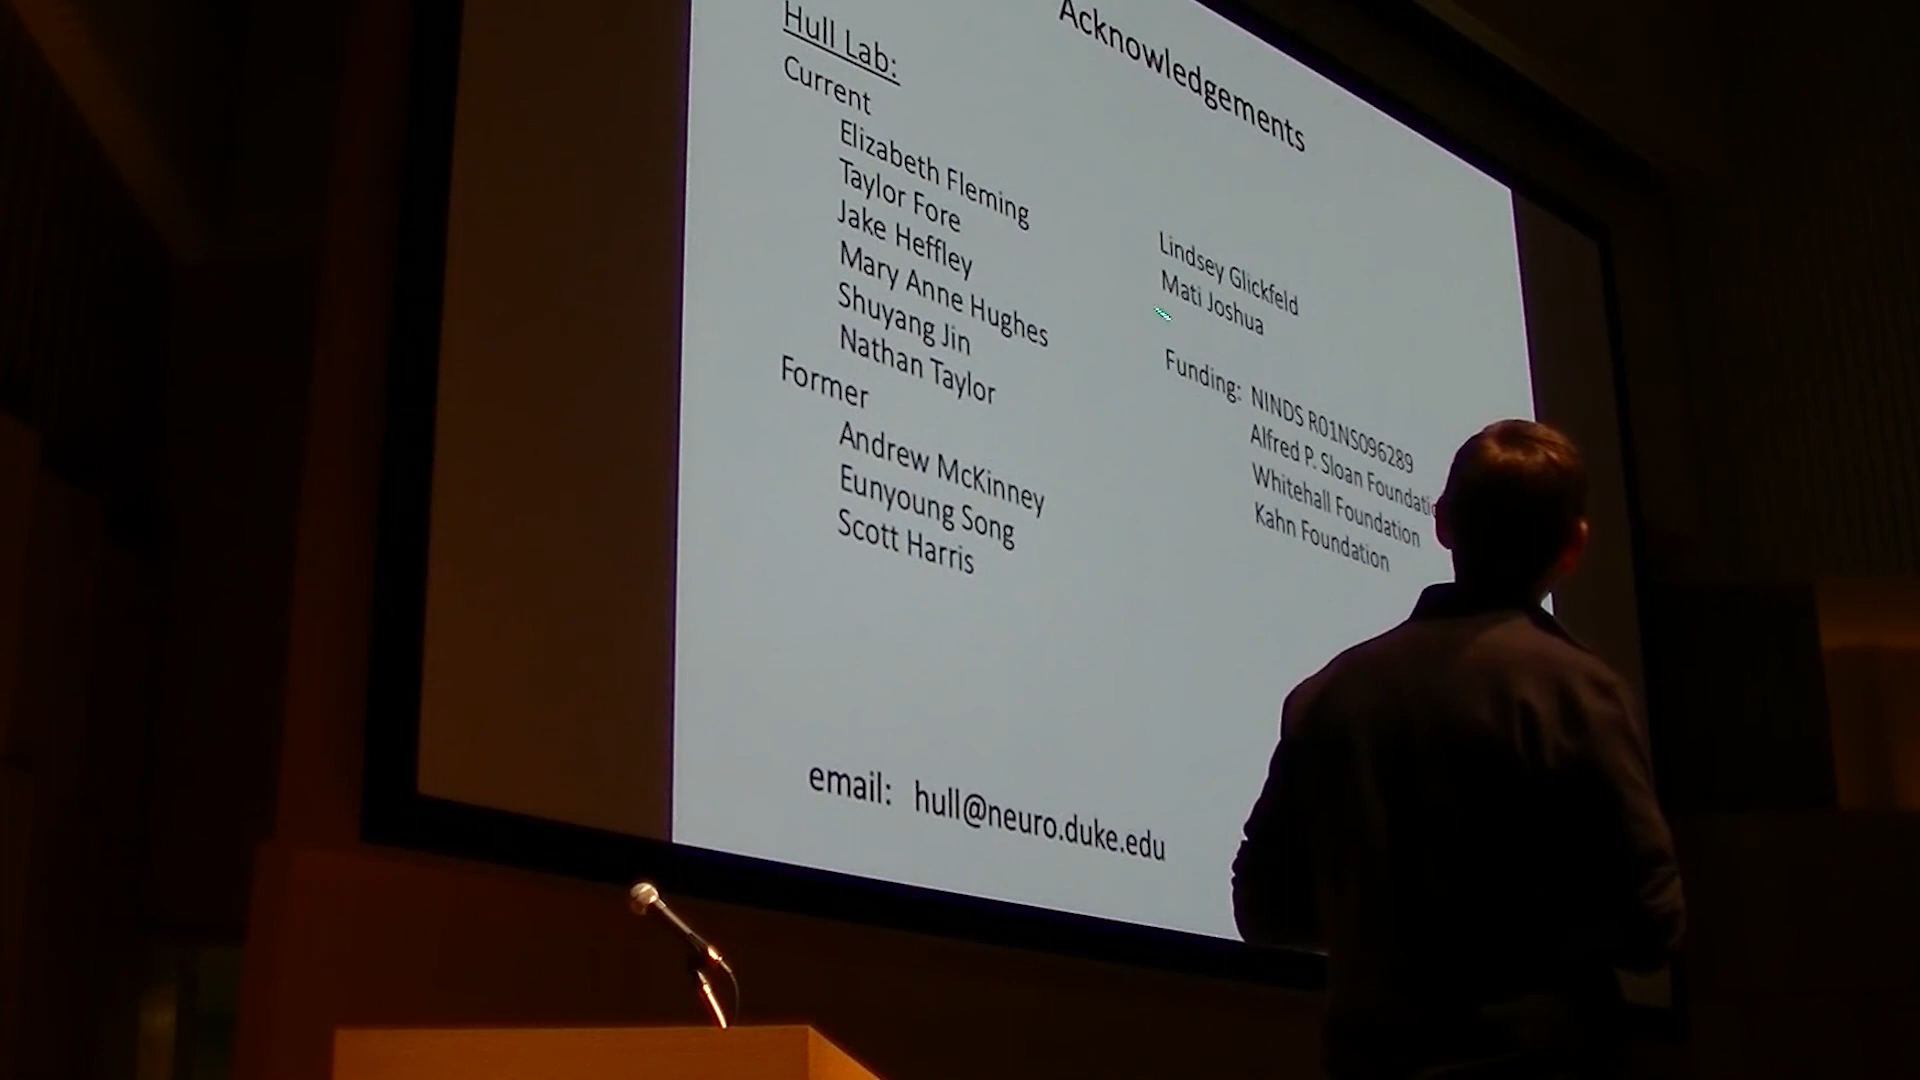 Acknowledgements
Hull Lab:
Current
Elizabeth Fleming
Taylor Fore
Jake Heffley
Mary Anne Hughes
Shuyang Jin
Nathan Taylor
Former
Andrew McKinney
Eunyoung Song
Scott Harris
Lindsey Glickfeld
Mati Joshua
Funding: NINDS R01NS096289
Alfred P. Sloan Foundatio
Whitehall Foundation
Kahn Foundation
email: hull@neuro.duke.edu